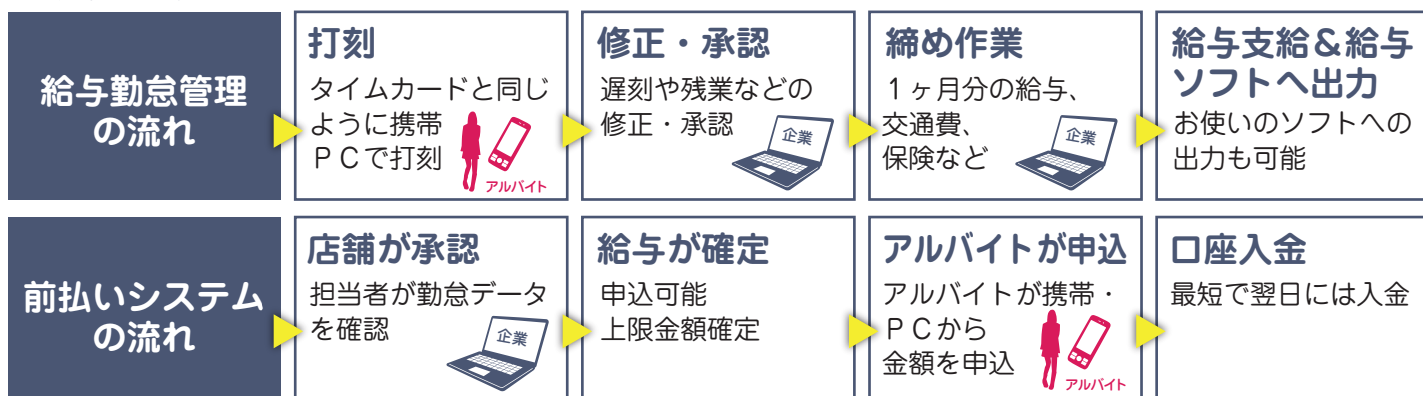 給与勤怠管理
の流れ
打刻
タイムカードと同じ
ように携帯
ＰＣで打刻
アルバイト
修正・承認
遅刻や残業などの
修正・承認
企業
締め作業
１ヶ月分の給与、
交通費、
保険など
企業
給与支給＆給与
ソフトへ出力
お使いのソフトへの
出力も可能
前払いシステム
の流れ
店舗が承認
担当者が勤怠データ
を確認
企業
給与が確定
申込可能
上限金額確定
アルバイトが申込
アルバイトが携帯・
ＰＣから
金額を申込
アルバイト
口座入金
最短で翌日には入金